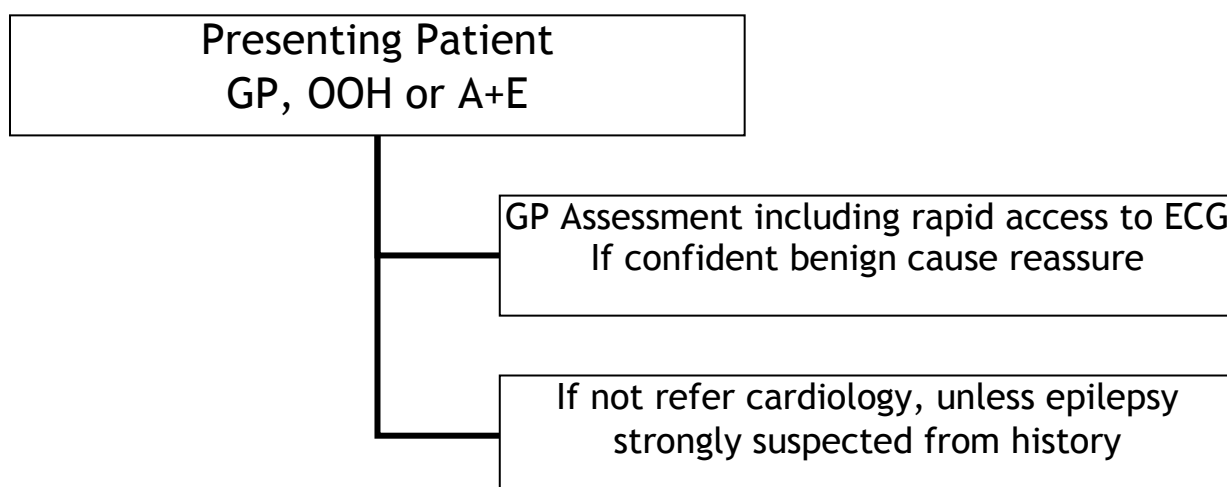 Presenting Patient
GP, OOH or A+E
GP Assessment including rapid access to ECG
If confident benign cause reassure
If not refer cardiology, unless epilepsy
strongly suspected from history